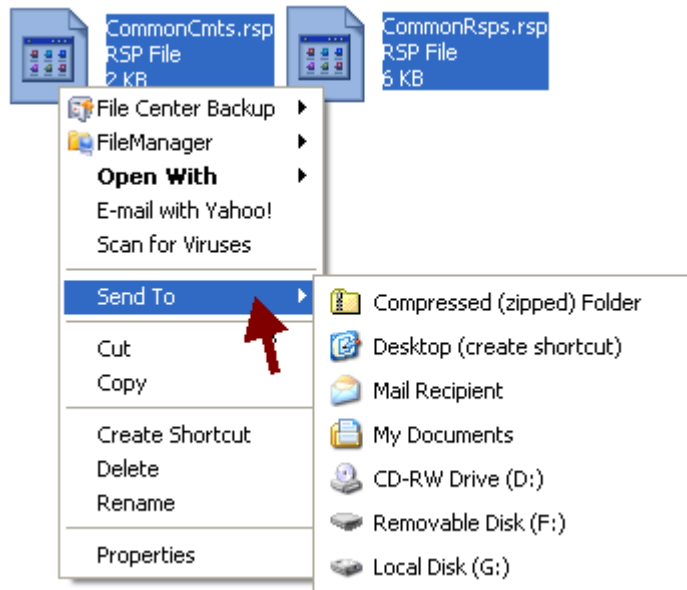 CommonCmts.rsp
RSP File
2 KB
CommonRsps.rsp
RSP File
6 KB
File Center Backup
FileManager
Open With
E-mail with Yahoo!
Scan for Viruses
Send To
Cut
Copy
Create Shortcut
Delete
Rename
Properties
Compressed (zipped) Folder
Desktop (create shortcut)
Mail Recipient
My Documents
CD-RW Drive (D:)
Removable Disk (F:)
Local Disk (G:)